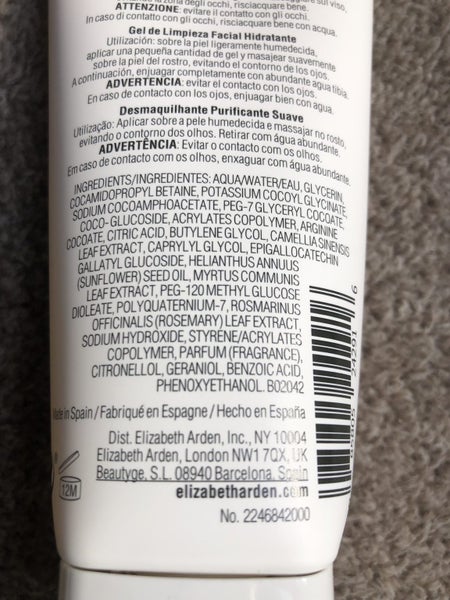 la zona degli occhi, risciacquare bene.
ATTENZIONE: evitare il contatto con gli occhi.
In caso di contatto con gli occhi, risciacquare bene con acqua.
Gel de Limpieza Facial Hidratante
Utilización: sobre la piel ligeramente humedecida,
aplicar una pequeña cantidad de gel y masajear suavemente
sobre la piel del rostro, evitando el contorno de los ojos.
A continuación, enjuagar completamente con abundante agua tibia.
ADVERTENCIA: evitar el contacto con los ojos.
En caso de contacto con los ojos, enjuagar bien con agua.
Desmaquilhante Purificante Suave
Utilização: Aplicar sobre a pele humedecida e massajar no rosto,
evitando o contorno dos olhos. Retirar com água abundante.
ADVERTÊNCIA: Evitar o contacto com os olhos.
Em caso de contacto com os olhos, enxaguar com água abundante.
INGREDIENTS/INGREDIENTES: AQUA/WATER/EAU, GLYCERIN,
COCAMIDOPROPYL BETAINE, POTASSIUM COCOYL GLYCINATE,
SODIUM COCOAMPHOACETATE, PEG-7 GLYCERYL COCOATE,
COCO-GLUCOSIDE, ACRYLATES COPOLYMER, ARGININE
COCOATE, CITRIC ACID, BUTYLENE GLYCOL, CAMELLIA SINENSIS
LEAF EXTRACT, CAPRYLYL GLYCOL, EPIGALLOCATECHIN
GALLATYL GLUCOSIDE, HELIANTHUS ANNUUS
(SUNFLOWER) SEED OIL, MYRTUS COMMUNIS
LEAF EXTRACT, PEG-120 METHYL GLUCOSE
DIOLEATE, POLYQUATERNIUM-7, ROSMARINUS
OFFICINALIS (ROSEMARY) LEAF EXTRACT,
SODIUM HYDROXIDE, STYRENE/ACRYLATES
COPOLYMER, PARFUM (FRAGRANCE),
CITRONELLOL, GERANIOL, BENZOIC ACID,
PHENOXYETHANOL. B02042
Made in Spain / Fabriqué en Espagne / Hecho en España
Dist. Elizabeth Arden, Inc., NY 10004
Elizabeth Arden, London NW1 7QX, UK
Beautyge, S.L. 08940 Barcelona. Spain
elizabetharden.com
12M
No. 2246842000